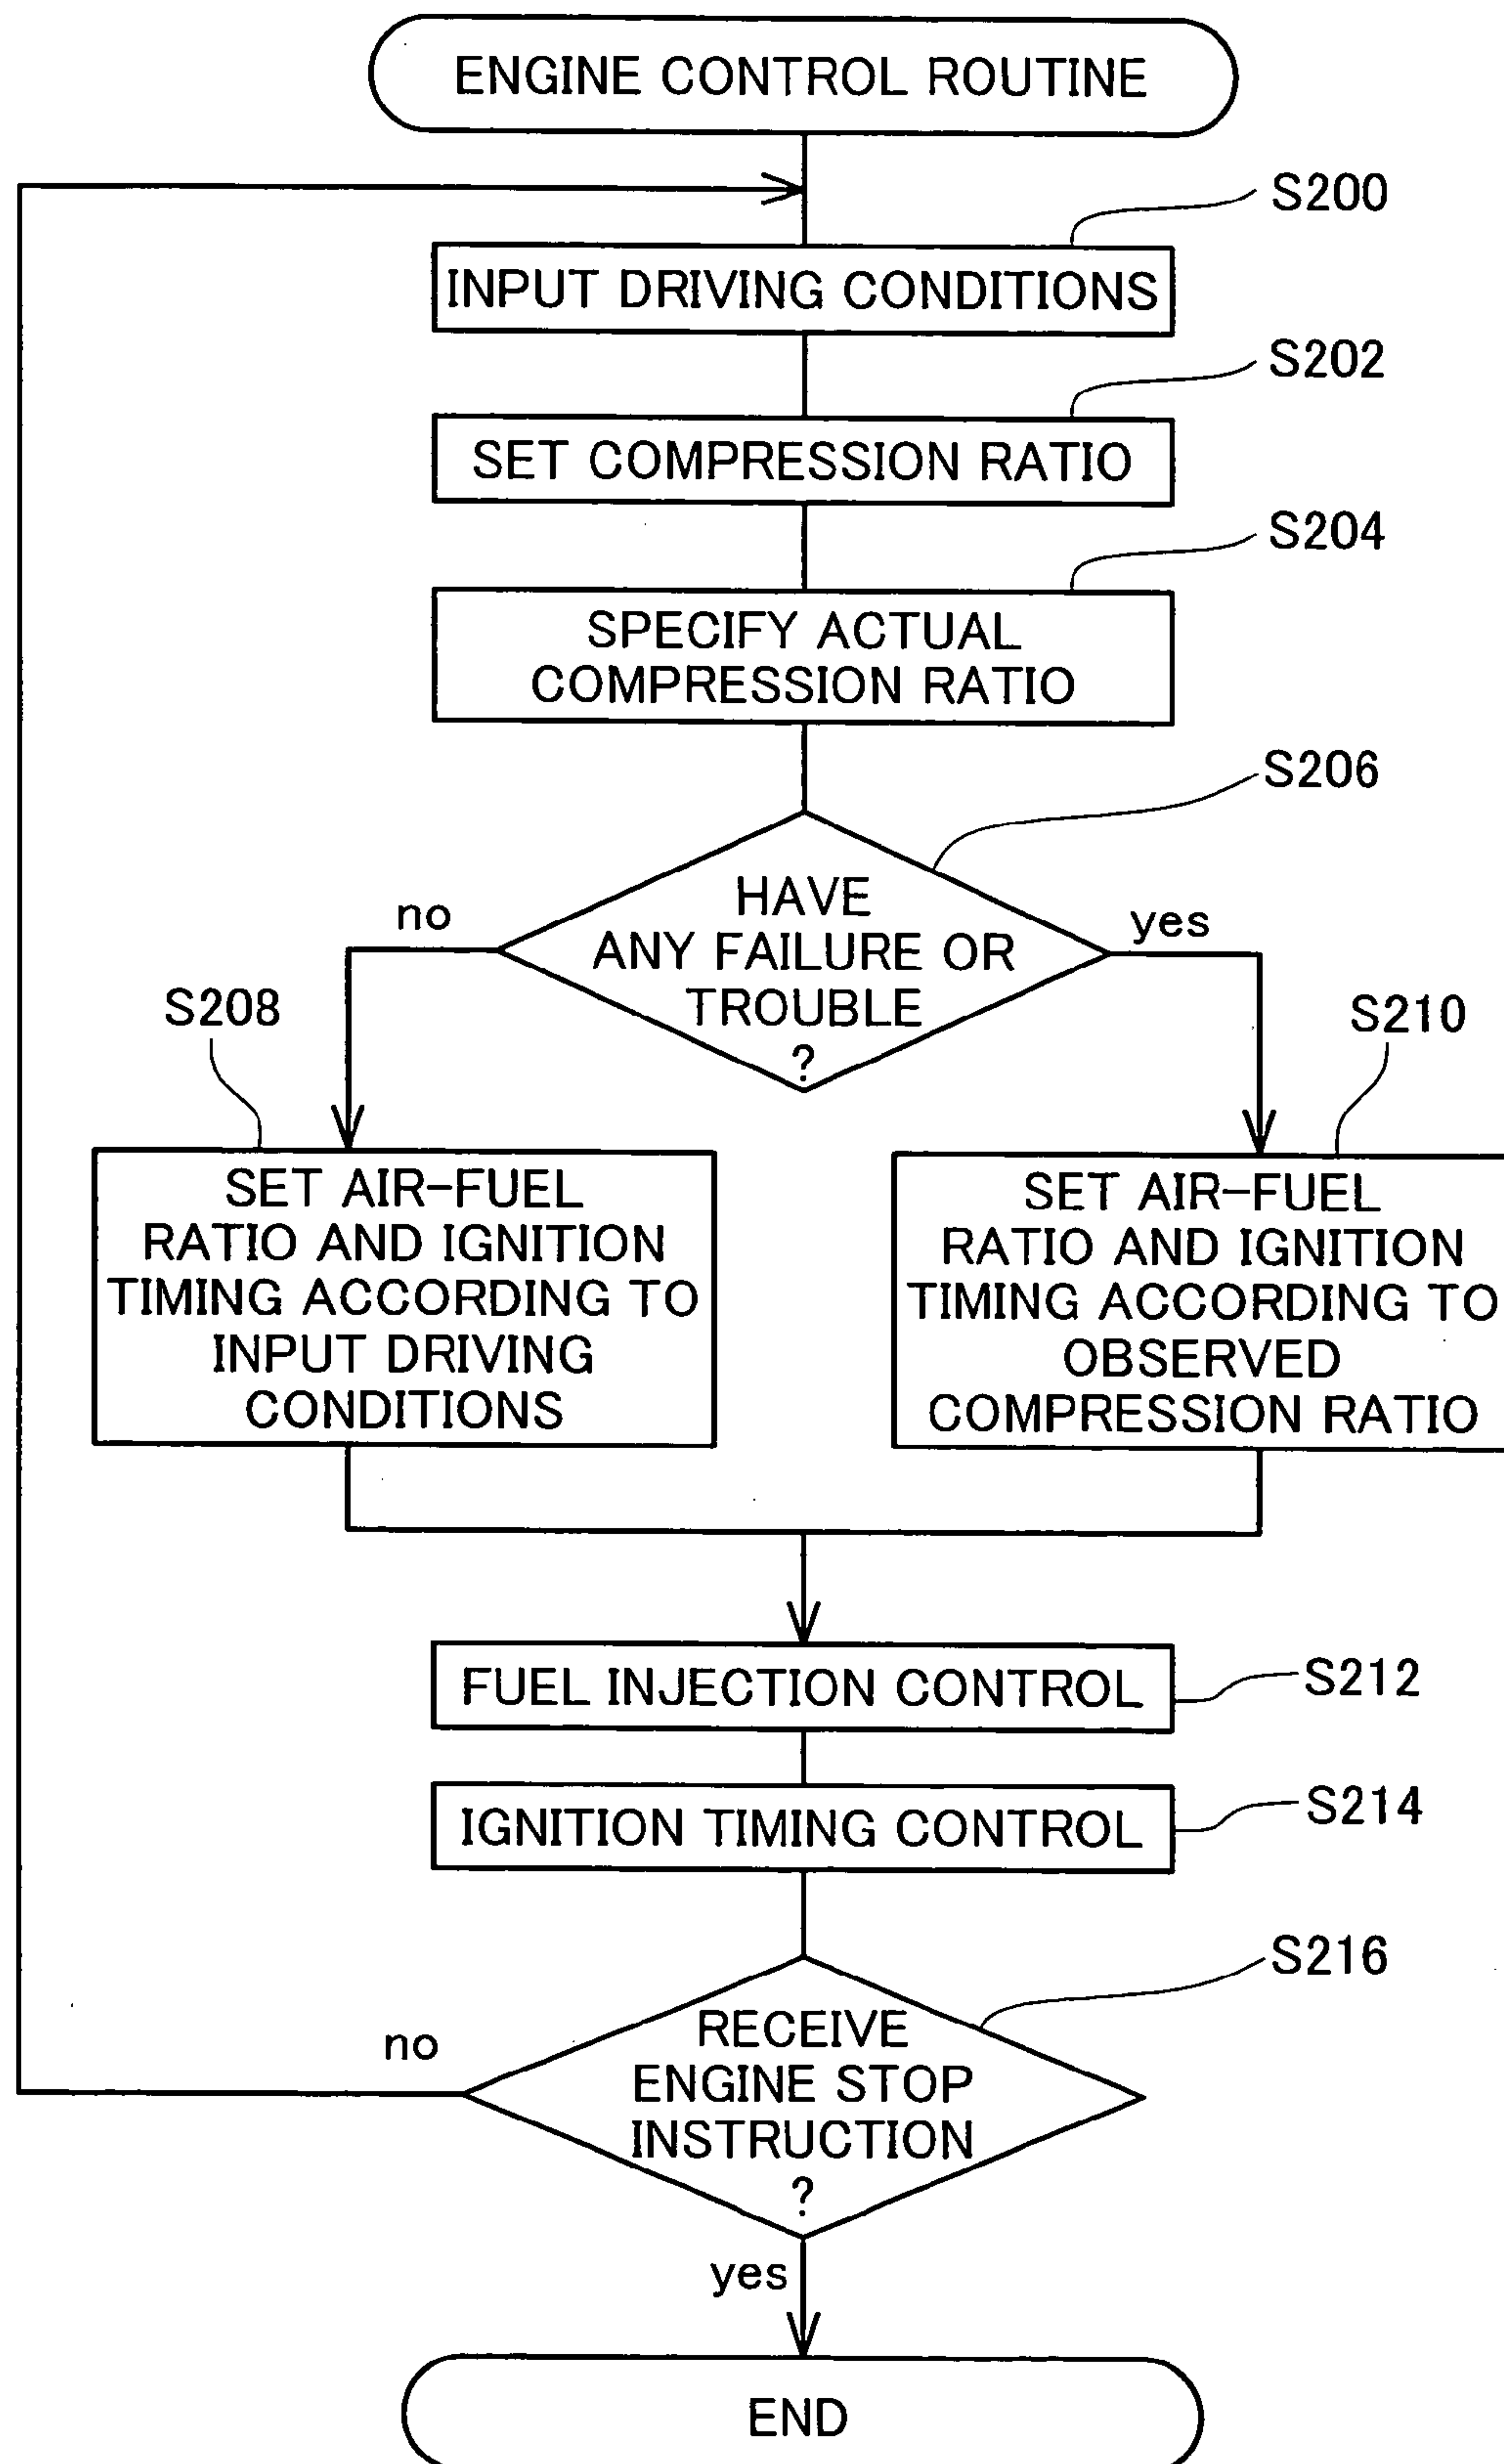 ENGINE CONTROL ROUTINE
S200
INPUT DRIVING CONDITIONS
S202
SET COMPRESSION RATIO
S204
SPECIFY ACTUAL
COMPRESSION RATIO
S206
HAVE
ANY FAILURE OR
TROUBLE
?
no
yes
S208
S210
SET AIR-FUEL
RATIO AND IGNITION
TIMING ACCORDING TO
INPUT DRIVING
CONDITIONS
SET AIR-FUEL
RATIO AND IGNITION
TIMING ACCORDING TO
OBSERVED
COMPRESSION RATIO
FUEL INJECTION CONTROL
S212
IGNITION TIMING CONTROL
S214
S216
RECEIVE
ENGINE STOP
INSTRUCTION
?
no
yes
END